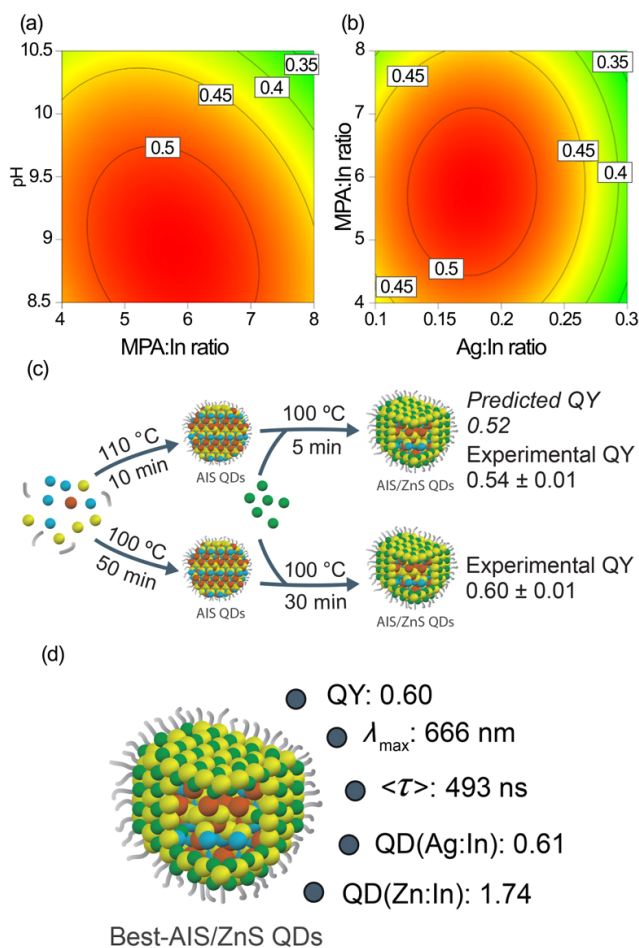 (a)
10.5
10
9.5
9
8.5
pH
4
5
6
7
8
MPA:In ratio
0.35
0.4
0.45
0.5
(b)
8
7
6
5
4
MPA:In ratio
0.1
0.15
0.2
0.25
0.3
Ag:In ratio
0.45
0.35
0.45
0.4
0.5
0.45
(c)
110 °C
10 min
AIS QDs
100 ºC
5 min
AIS/ZnS QDs
Predicted QY
0.52
Experimental QY
0.54 ± 0.01
100 ºC
50 min
AIS QDs
100 ºC
30 min
AIS/ZnS QDs
Experimental QY
0.60 ± 0.01
(d)
QY: 0.60
λmax: 666 nm
<τ>: 493 ns
QD(Ag:In): 0.61
QD(Zn:In): 1.74
Best-AIS/ZnS QDs